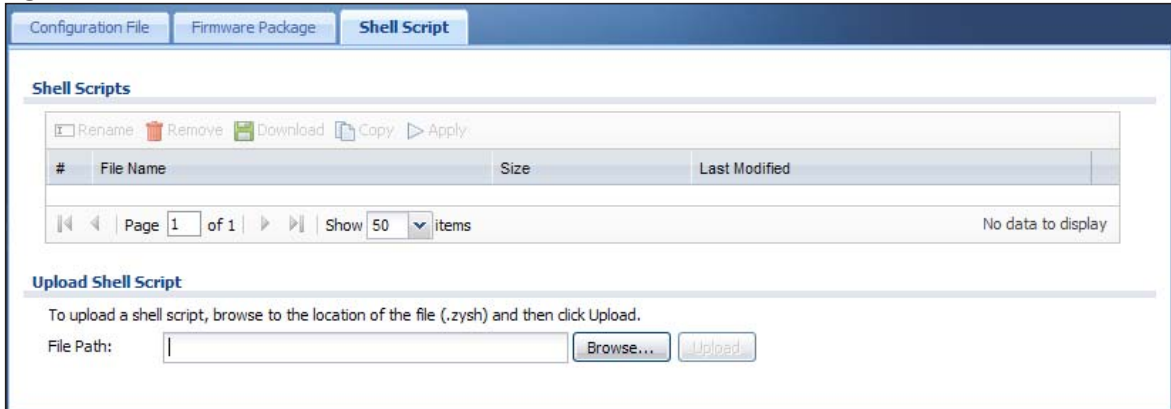 Configuration File Firmware Package Shell Script
Shell Scripts
Rename Remove Download Copy Apply
# File Name Size Last Modified
Page 1 of 1 Show 50 items No data to display
Upload Shell Script
To upload a shell script, browse to the location of the file (.zysh) and then click Upload.
File Path: Browse... Upload